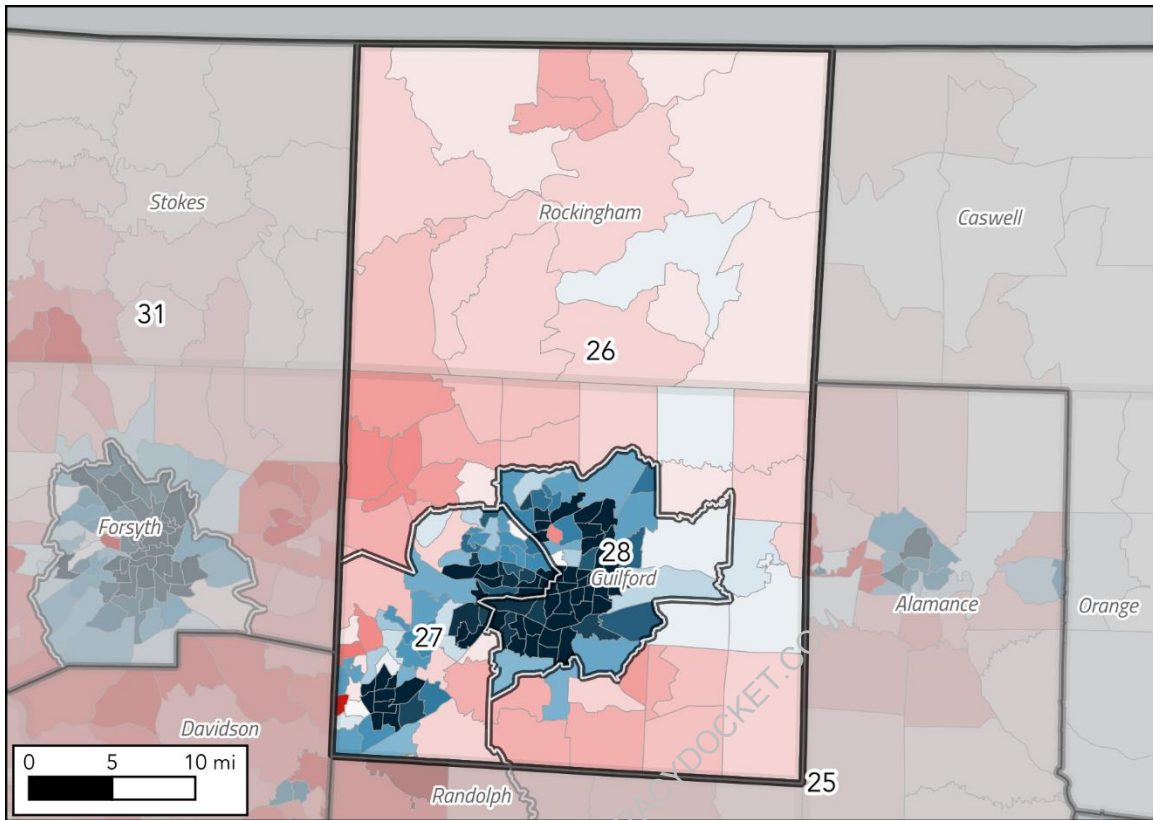 Stokes
Rockingham
Caswell
31
26
Forsyth
28
Guilford
Alamance
Orange
27
Davidson
0 5 10 mi
Randolph
25